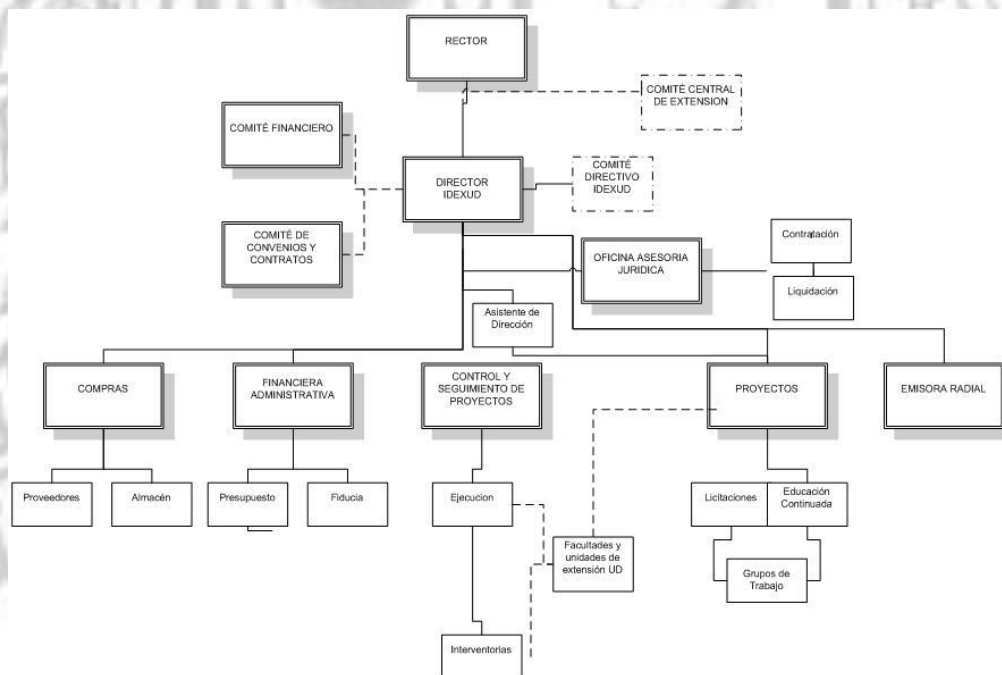 RECTOR
COMITÉ CENTRAL
DE EXTENSION
COMITÉ FINANCIERO
DIRECTOR
IDEXUD
COMITÉ
DIRECTIVO
IDEXUD
COMITÉ DE
CONVENIOS Y
CONTRATOS
OFICINA ASESORIA
JURIDICA
Contratación
Liquidación
Asistente de
Dirección
COMPRAS
FINANCIERA
ADMINISTRATIVA
CONTROL Y
SEGUIMIENTO DE
PROYECTOS
PROYECTOS
EMISORA RADIAL
Proveedores
Almacén
Presupuesto
Fiducia
Ejecucion
Licitaciones
Educación
Continuada
Facultades y
unidades de
extensión UD
Grupos de
Trabajo
Interventorias